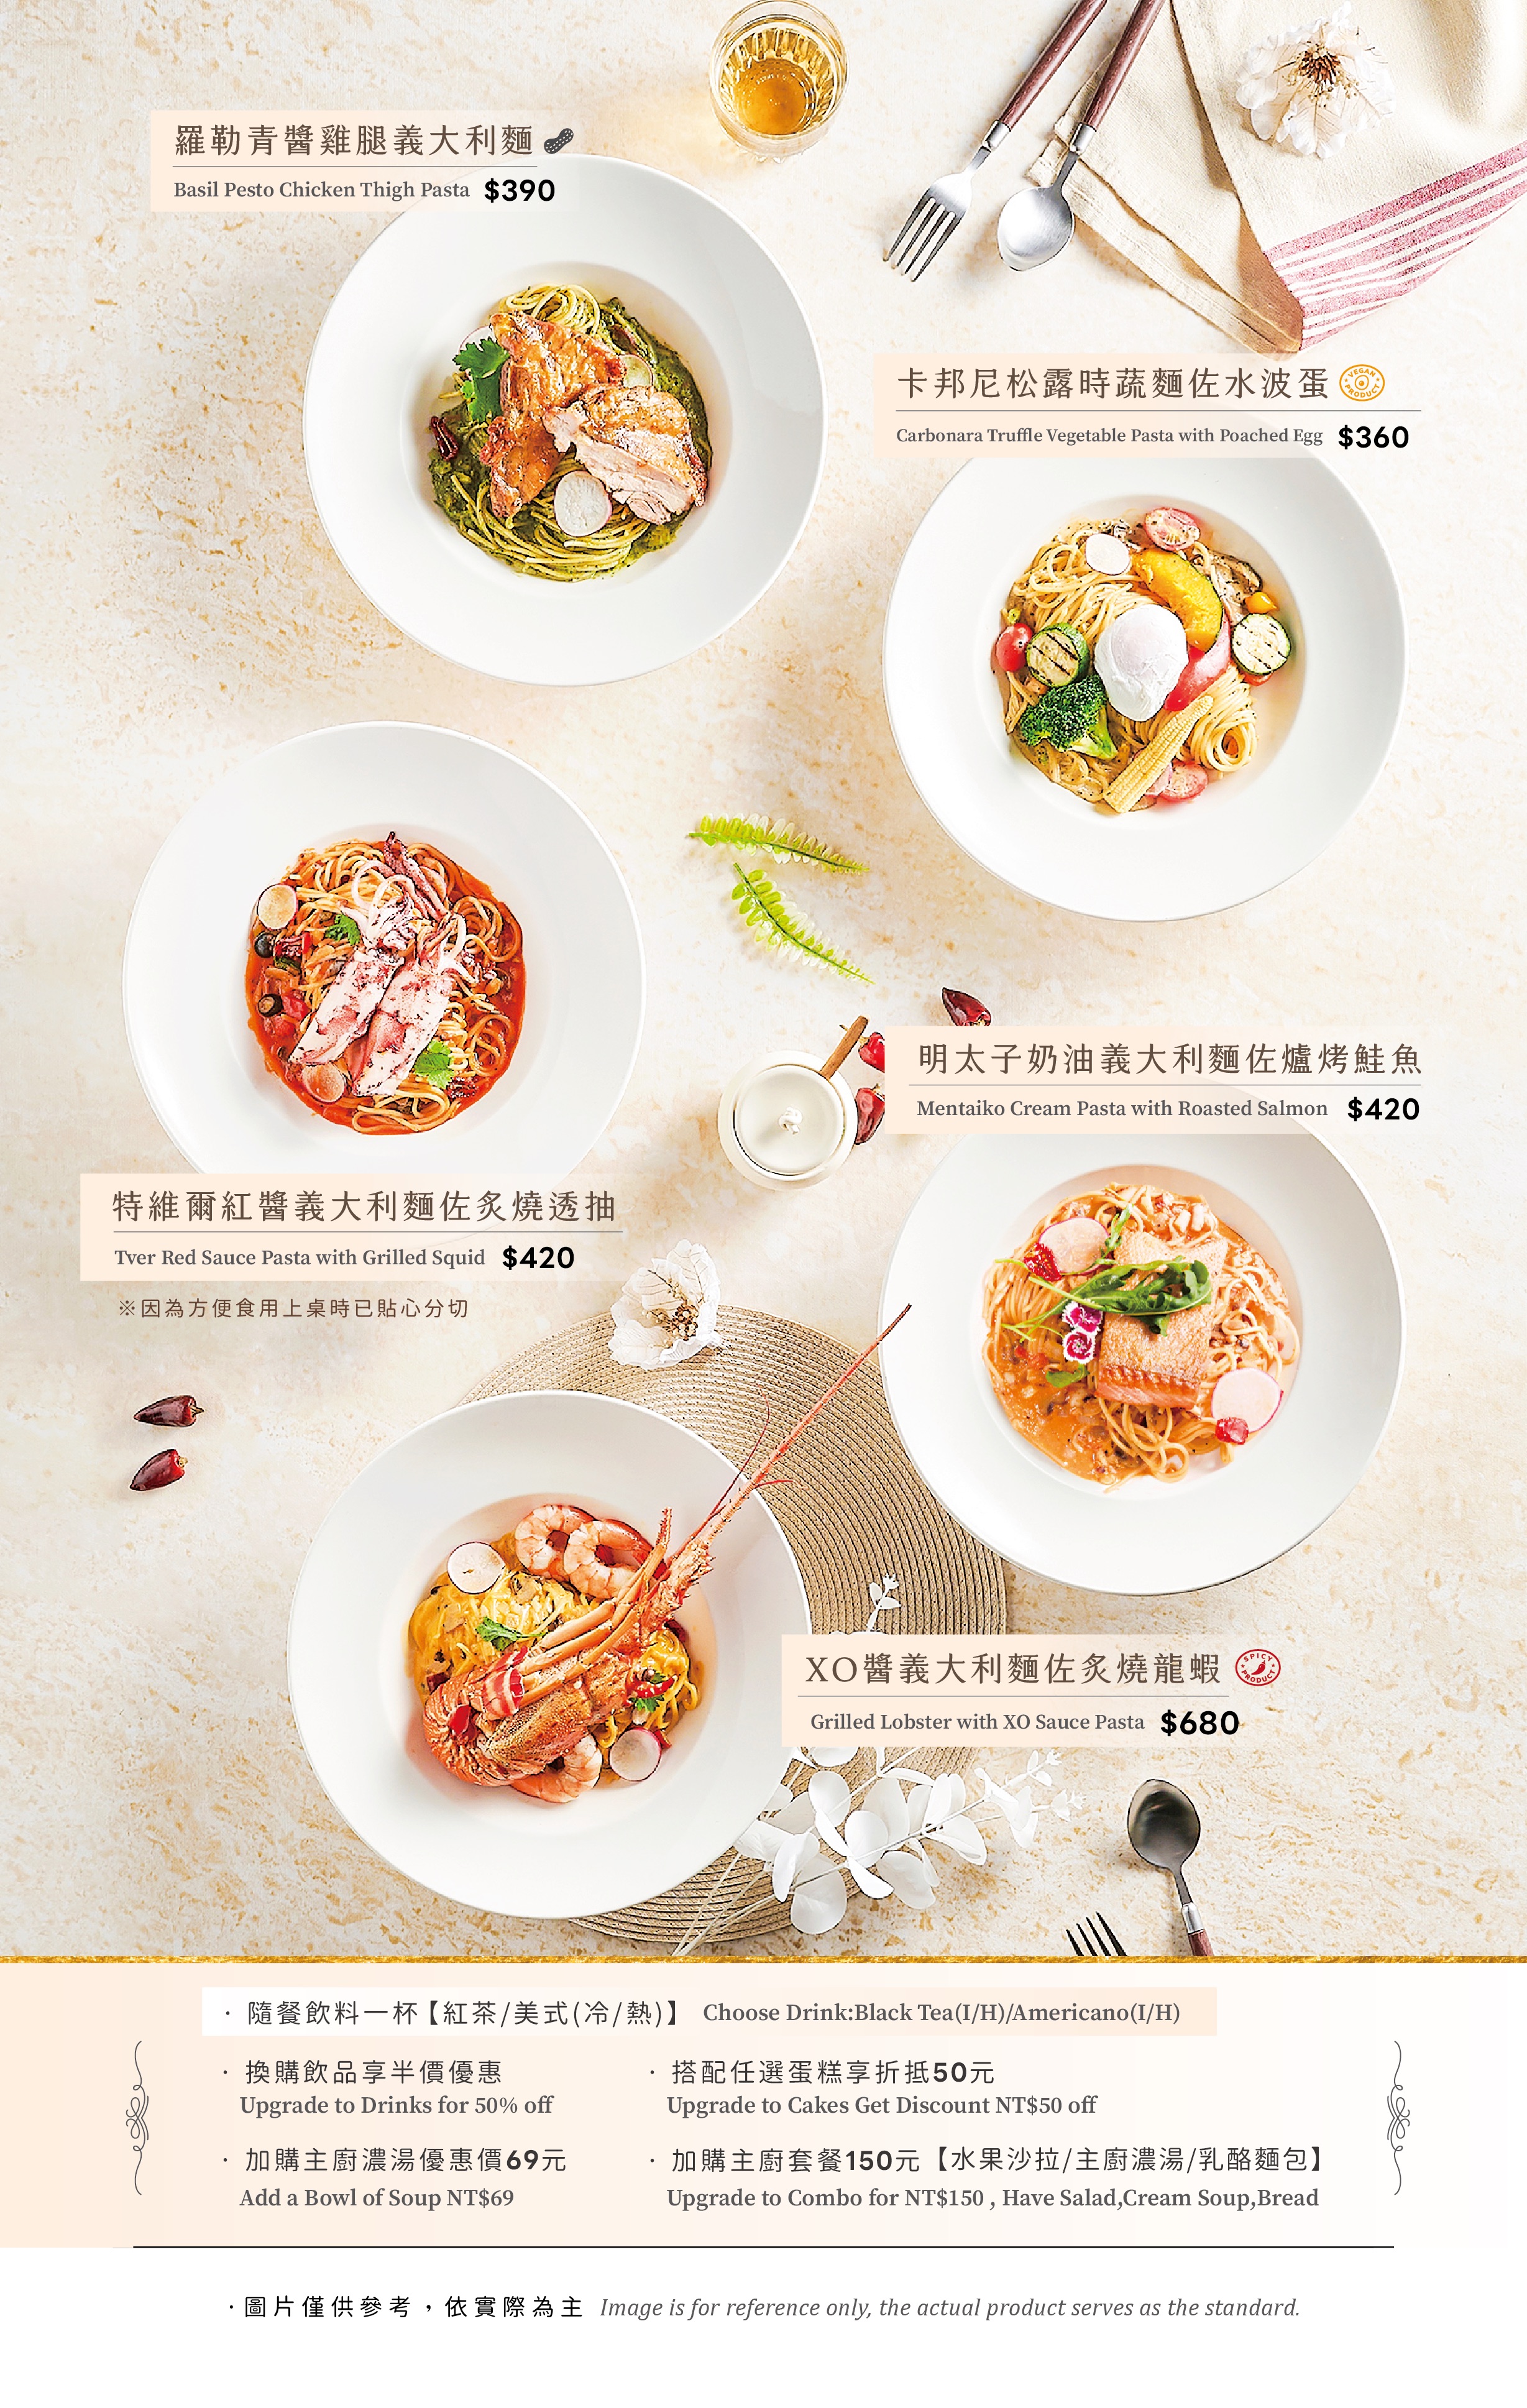 羅勒青醬雞腿義大利麵
Basil Pesto Chicken Thigh Pasta $390
卡邦尼松露時蔬麵佐水波蛋 VEGAN PRODUCT
Carbonara Truffle Vegetable Pasta with Poached Egg $360
明太子奶油義大利麵佐爐烤鮭魚
Mentaiko Cream Pasta with Roasted Salmon $420
特維爾紅醬義大利麵佐炙燒透抽
Tver Red Sauce Pasta with Grilled Squid $420
※因為方便食用上桌時已貼心分切
XO醬義大利麵佐炙燒龍蝦 SPICY PRODUCT
Grilled Lobster with XO Sauce Pasta $680
· 隨餐飲料一杯【紅茶/美式(冷/熱)】 Choose Drink:Black Tea(I/H)/Americano(I/H)
· 換購飲品享半價優惠
Upgrade to Drinks for 50% off
· 搭配任選蛋糕享折抵50元
Upgrade to Cakes Get Discount NT$50 off
· 加購主廚濃湯優惠價69元
Add a Bowl of Soup NT$69
· 加購主廚套餐150元【水果沙拉/主廚濃湯/乳酪麵包】
Upgrade to Combo for NT$150 , Have Salad,Cream Soup,Bread
· 圖片僅供參考，依實際為主 Image is for reference only, the actual product serves as the standard.